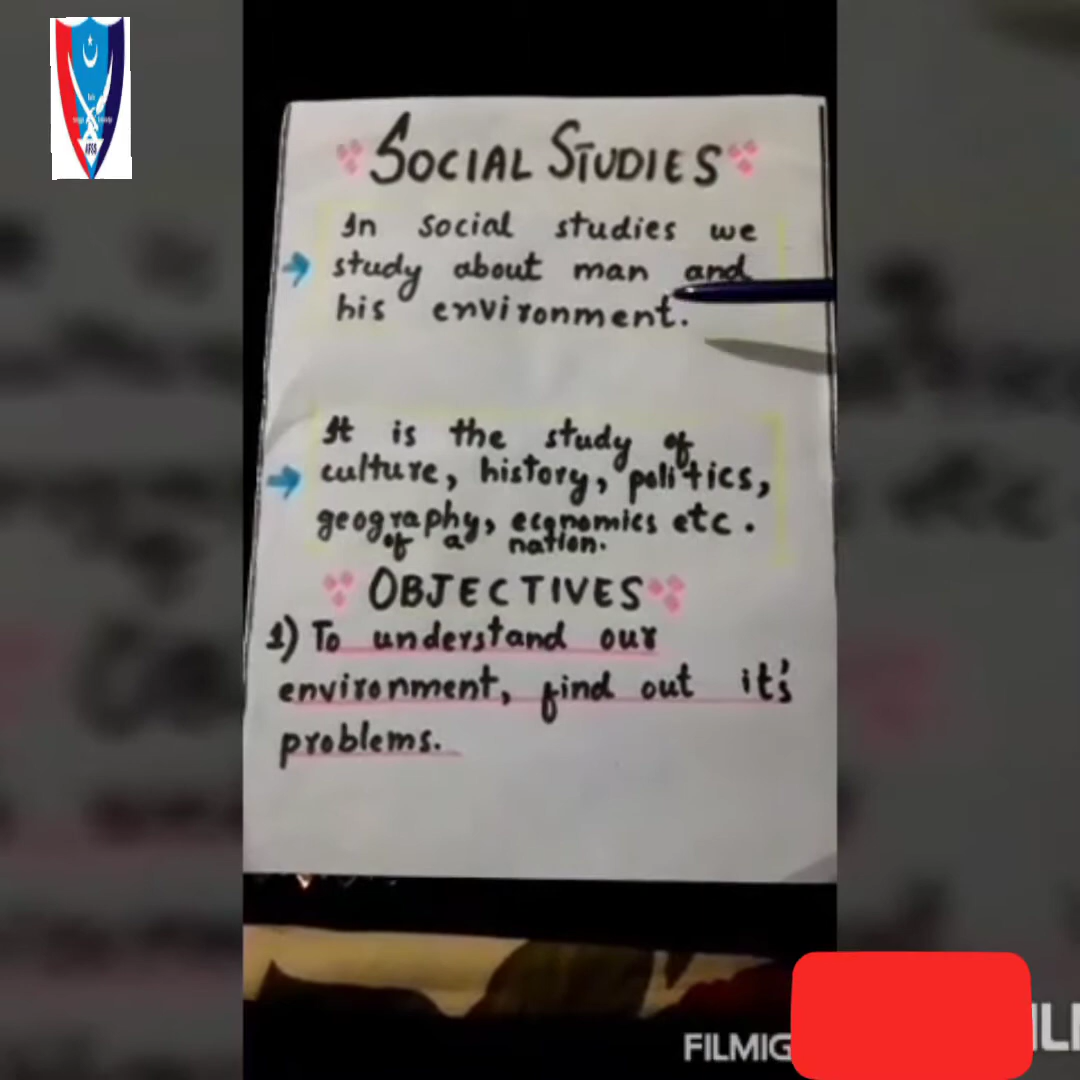 SOCIAL STUDIES
In social studies we
study about man and
his environment.
It is the study of
culture, history, politics,
geography, economics etc.
of a nation.
OBJECTIVES
1) To understand our
environment, find out it's
problems.
FILMIG